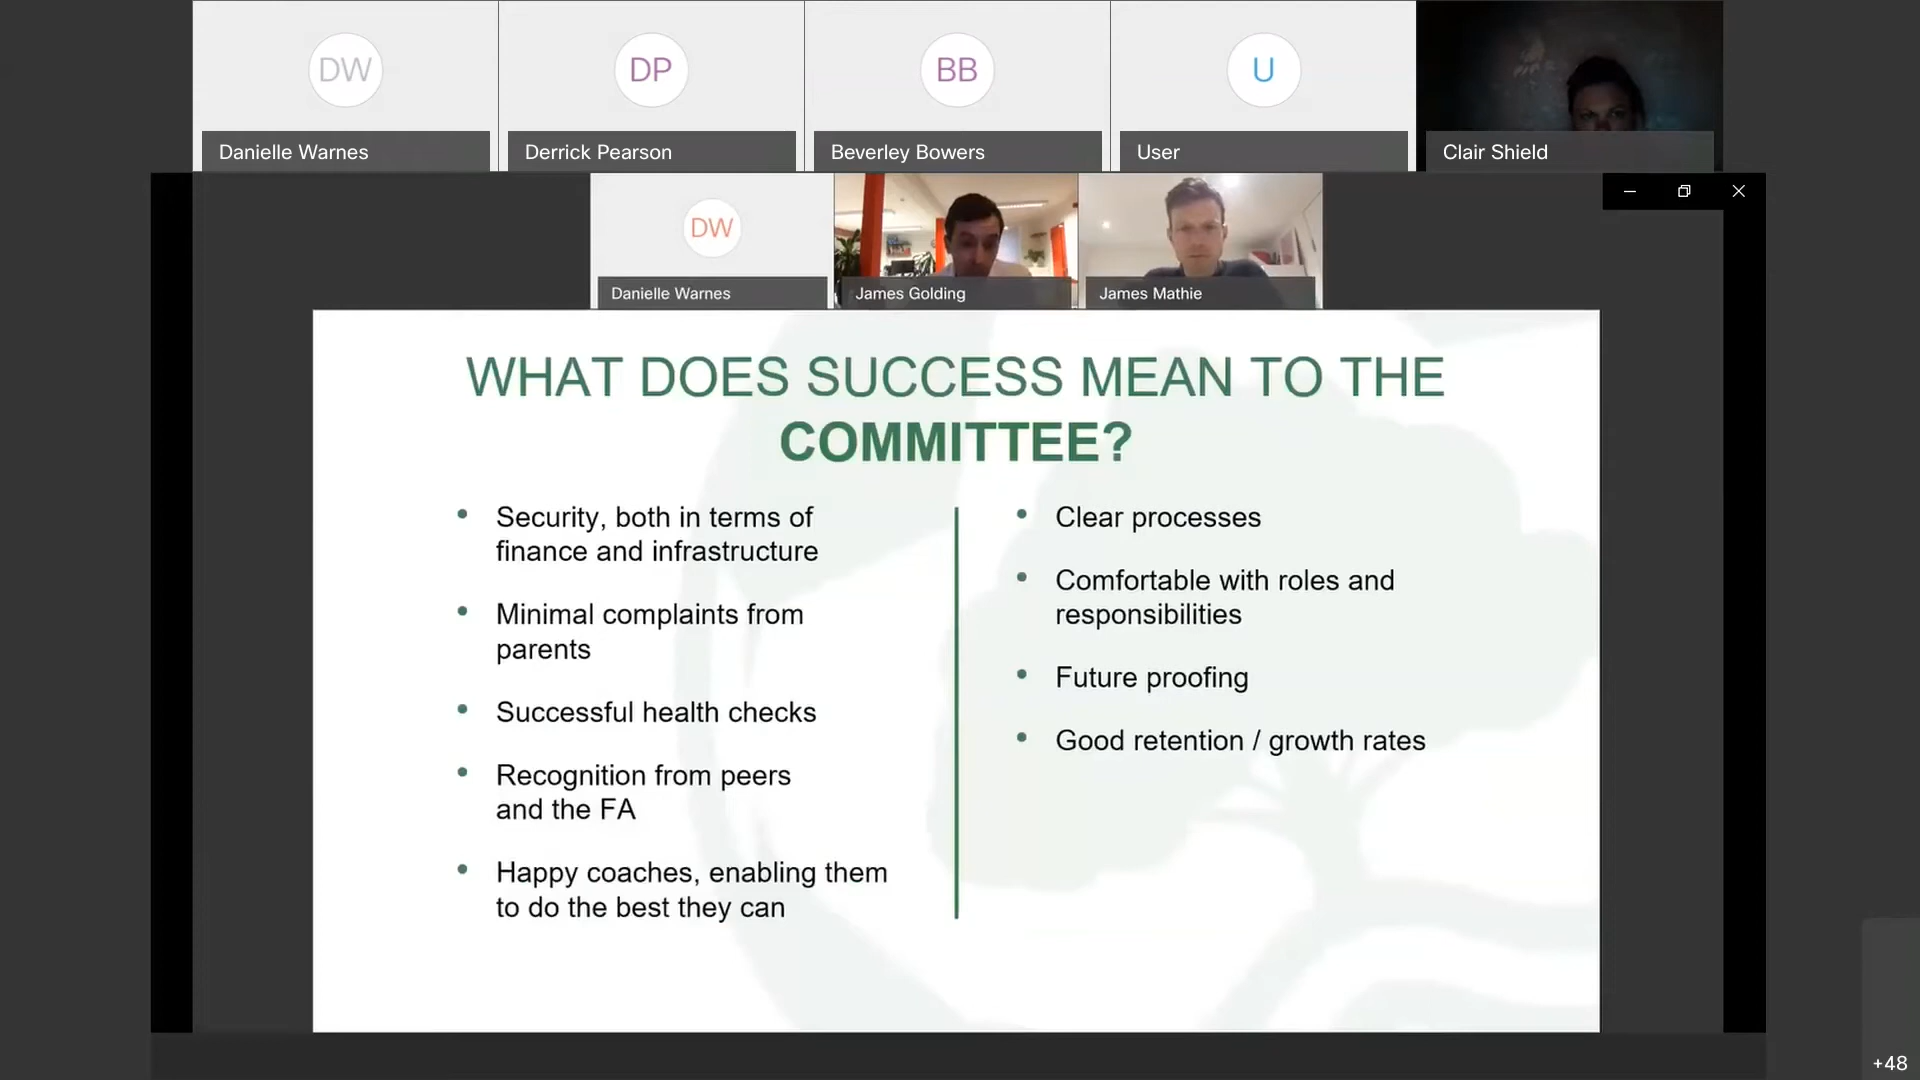 DW
DP
BB
U
Danielle Warnes
Derrick Pearson
Beverley Bowers
User
Clair Shield
DW
Danielle Warnes
James Golding
James Mathie
WHAT DOES SUCCESS MEAN TO THE
COMMITTEE?
• Security, both in terms of
finance and infrastructure
• Minimal complaints from
parents
• Successful health checks
• Recognition from peers
and the FA
• Happy coaches, enabling them
to do the best they can
• Clear processes
• Comfortable with roles and
responsibilities
• Future proofing
• Good retention / growth rates
+48